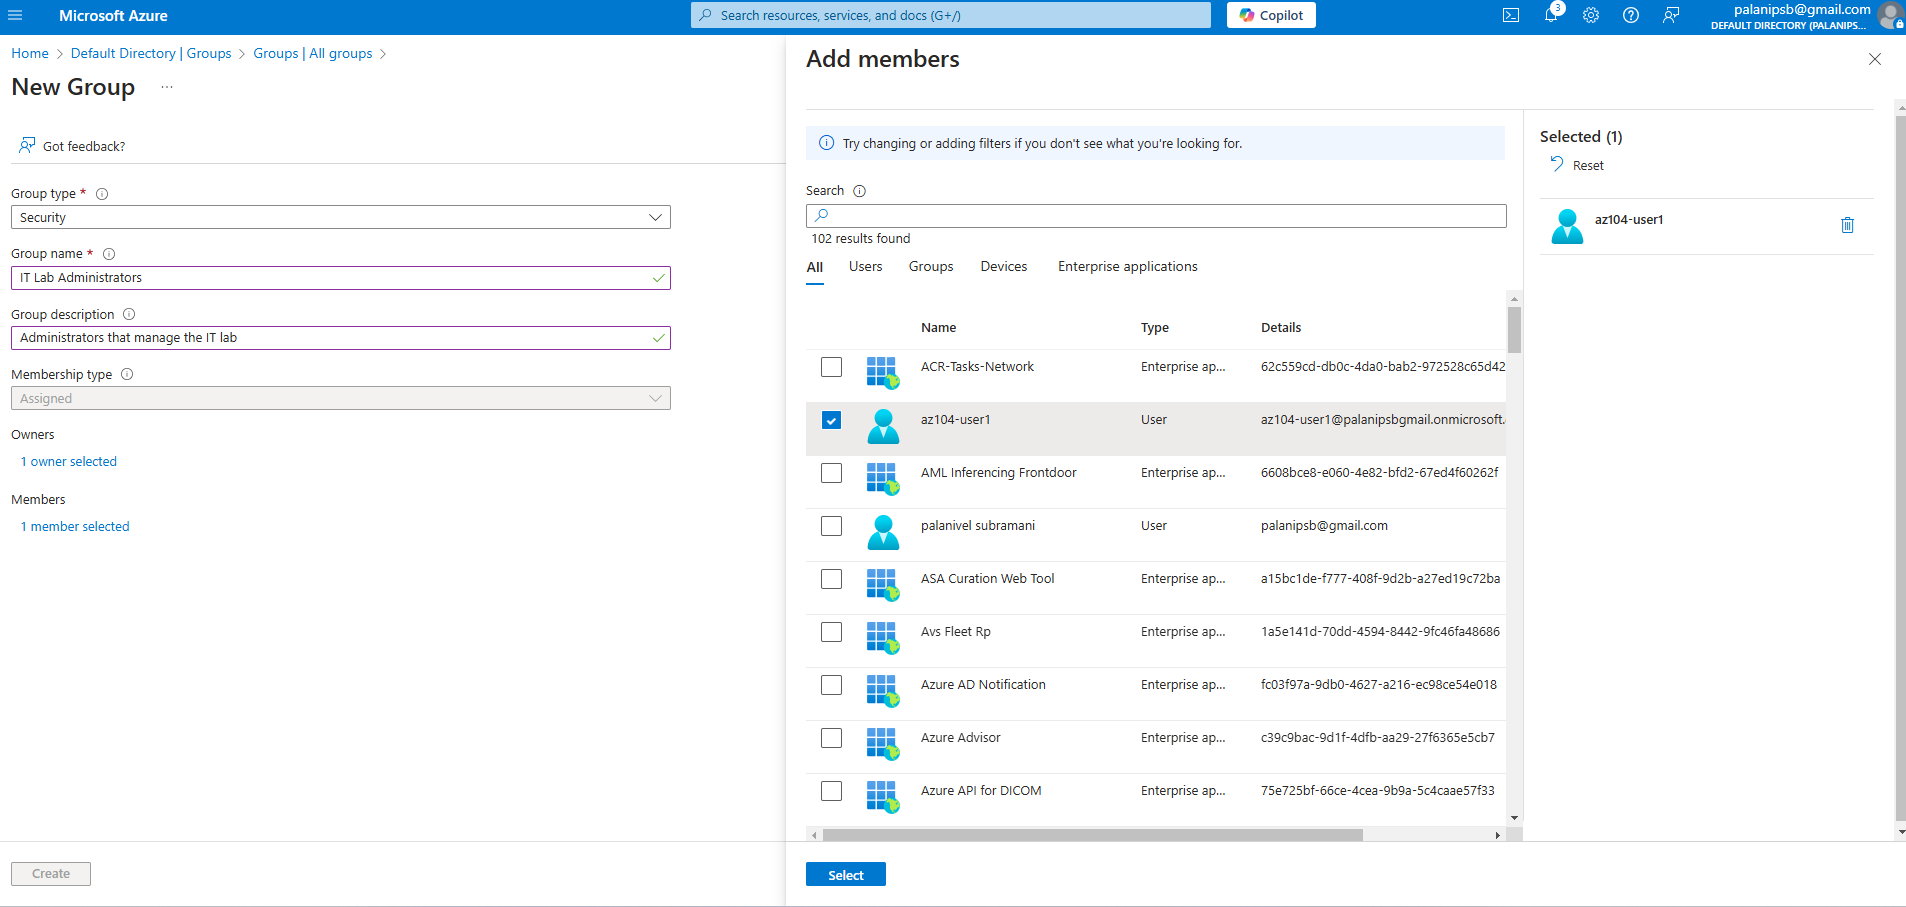 Microsoft Azure
Search resources, services, and docs (G+/)
Copilot
3
palanipsb@gmail.com
DEFAULT DIRECTORY (PALANIPS...
Home > Default Directory | Groups > Groups | All groups >
New Group ...
Got feedback?
Group type *
Security
Group name *
IT Lab Administrators
Group description
Administrators that manage the IT lab
Membership type
Assigned
Owners
1 owner selected
Members
1 member selected
Create
Add members
Try changing or adding filters if you don't see what you're looking for.
Search
102 results found
All Users Groups Devices Enterprise applications
Name Type Details
ACR-Tasks-Network Enterprise ap... 62c559cd-db0c-4da0-bab2-972528c65d42
az104-user1 User az104-user1@palanipsbgmail.onmicrosoft.
AML Inferencing Frontdoor Enterprise ap... 6608bce8-e060-4e82-bfd2-67ed4f60262f
palanivel subramani User palanipsb@gmail.com
ASA Curation Web Tool Enterprise ap... a15bc1de-f777-408f-9d2b-a27ed19c72ba
Avs Fleet Rp Enterprise ap... 1a5e141d-70dd-4594-8442-9fc46fa48686
Azure AD Notification Enterprise ap... fc03f97a-9db0-4627-a216-ec98ce54e018
Azure Advisor Enterprise ap... c39c9bac-9d1f-4dfb-aa29-27f6365e5cb7
Azure API for DICOM Enterprise ap... 75e725bf-66ce-4cea-9b9a-5c4caae57f33
Select
Selected (1)
Reset
az104-user1